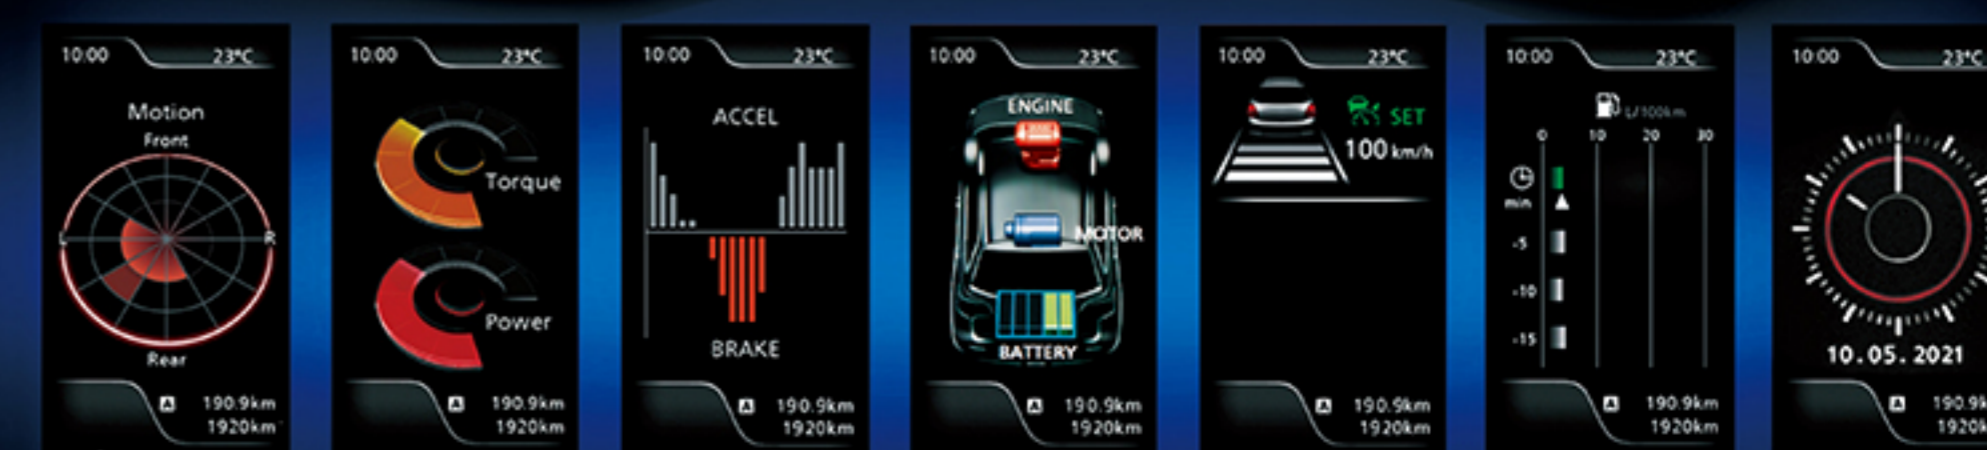 10:00 23°C
Motion
Front
L R
Rear
A 190.9km
1920km
10:00 23°C
Torque
Power
A 190.9km
1920km
10:00 23°C
ACCEL
BRAKE
A 190.9km
1920km
10:00 23°C
ENGINE
MOTOR
BATTERY
A 190.9km
1920km
10:00 23°C
SET
100 km/h
A 190.9km
1920km
10:00 23°C
L/100km
0 10 20 30
min
-5
-10
-15
A 190.9km
1920km
10:00 23°C
10.05.2021
A 190.9k
1920k